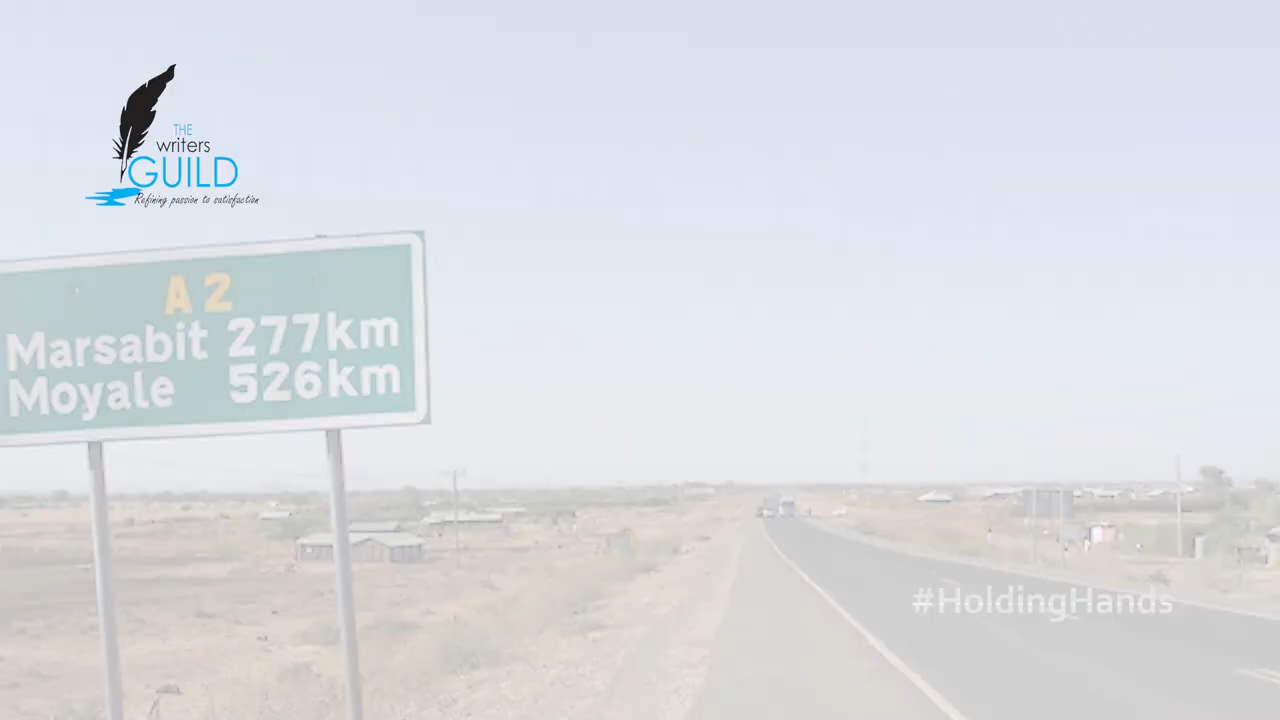 THE
writers
GUILD
Refining passion to satisfaction
A2
Marsabit 277km
Moyale 526km
#HoldingHands